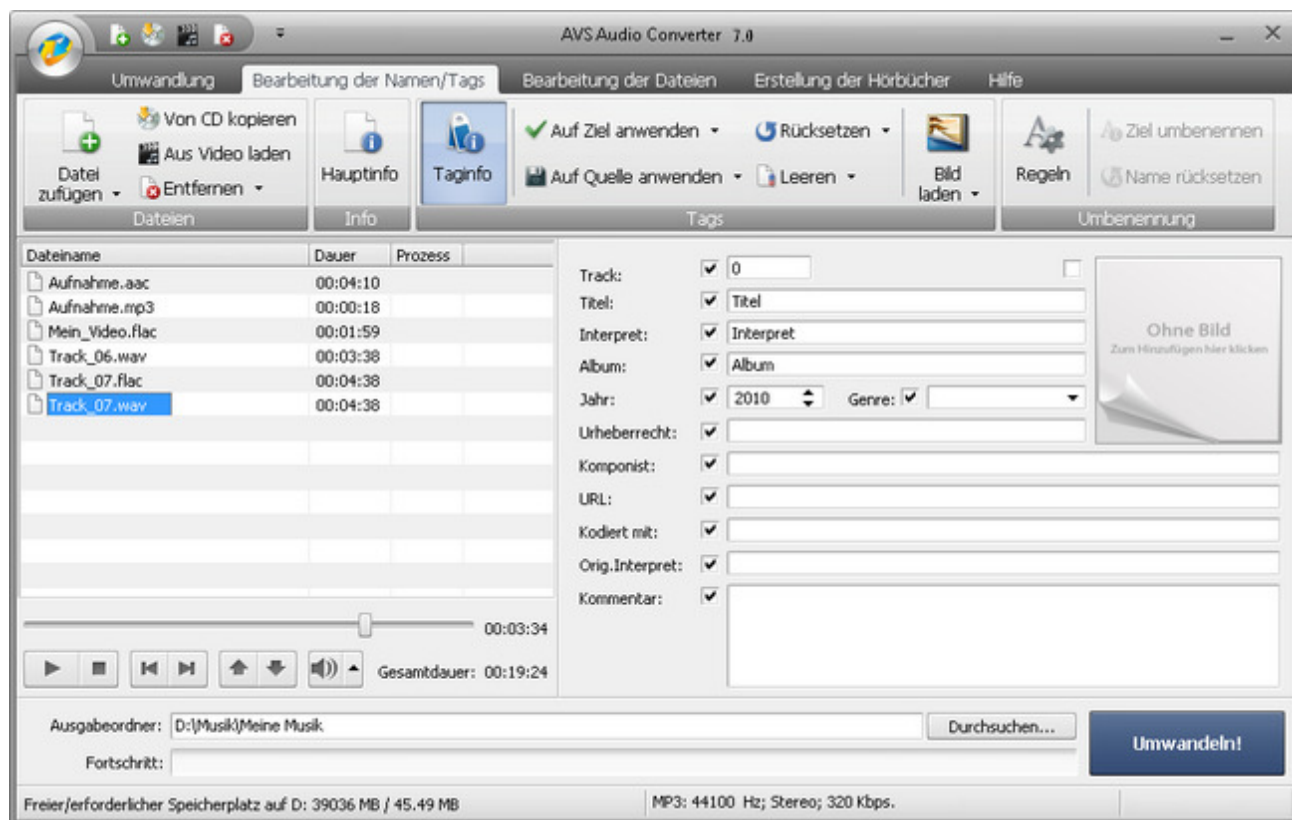 AVS Audio Converter 7.0
Umwandlung Bearbeitung der Namen/Tags Bearbeitung der Dateien Erstellung der Hörbücher Hilfe
Datei zufügen
Von CD kopieren
Aus Video laden
Entfernen
Dateien
Hauptinfo
Info
Taginfo
Auf Ziel anwenden
Auf Quelle anwenden
Rücksetzen
Leeren
Bild laden
Tags
Regeln
Ziel umbenennen
Name rücksetzen
Umbenennung
Dateiname Dauer Prozess
Aufnahme.aac 00:04:10
Aufnahme.mp3 00:00:18
Mein_Video.flac 00:01:59
Track_06.wav 00:03:38
Track_07.flac 00:04:38
Track_07.wav 00:04:38
00:03:34
Gesamtdauer: 00:19:24
Track: 0
Titel: Titel
Interpret: Interpret
Album: Album
Jahr: 2010 Genre:
Urheberrecht:
Komponist:
URL:
Kodiert mit:
Orig.Interpret:
Kommentar:
Ohne Bild
Zum Hinzufügen hier klicken
Ausgabeordner: D:\Musik\Meine Musik Durchsuchen...
Fortschritt:
Umwandeln!
Freier/erforderlicher Speicherplatz auf D: 39036 MB / 45.49 MB MP3: 44100 Hz; Stereo; 320 Kbps.